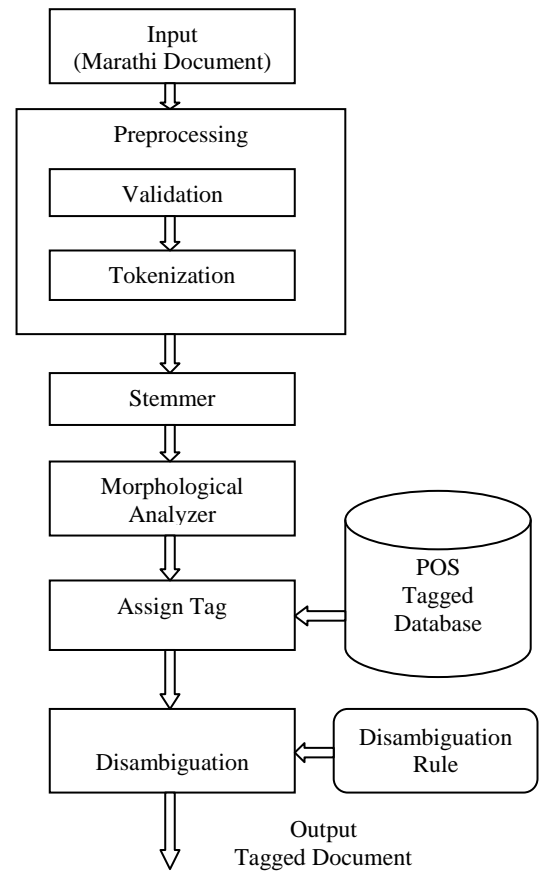 Input
(Marathi Document)
Preprocessing
Validation
Tokenization
Stemmer
Morphological
Analyzer
Assign Tag
POS
Tagged
Database
Disambiguation
Disambiguation
Rule
Output
Tagged Document